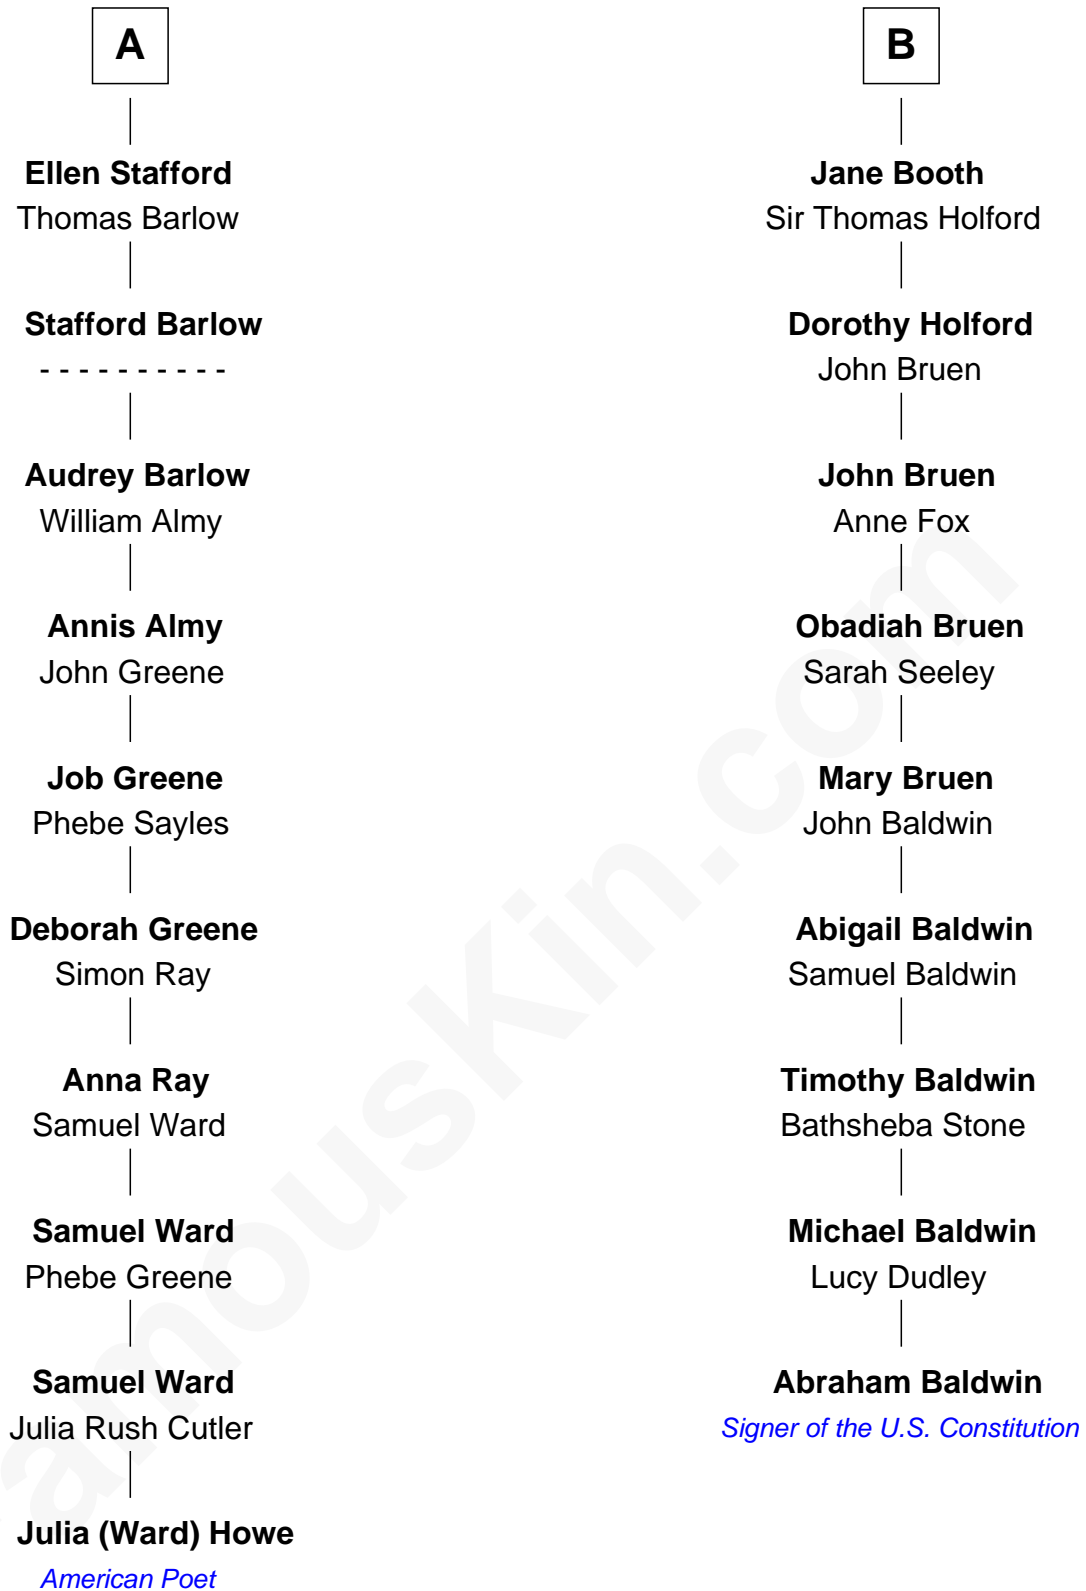 A
Ellen Stafford
Thomas Barlow
Stafford Barlow
- - - - - - - - - -
Audrey Barlow
William Almy
Annis Almy
John Greene
Job Greene
Phebe Sayles
Deborah Greene
Simon Ray
Anna Ray
Samuel Ward
Samuel Ward
Phebe Greene
Samuel Ward
Julia Rush Cutler
Julia (Ward) Howe
American Poet
B
Jane Booth
Sir Thomas Holford
Dorothy Holford
John Bruen
John Bruen
Anne Fox
Obadiah Bruen
Sarah Seeley
Mary Bruen
John Baldwin
Abigail Baldwin
Samuel Baldwin
Timothy Baldwin
Bathsheba Stone
Michael Baldwin
Lucy Dudley
Abraham Baldwin
Signer of the U.S. Constitution
amouskin.com